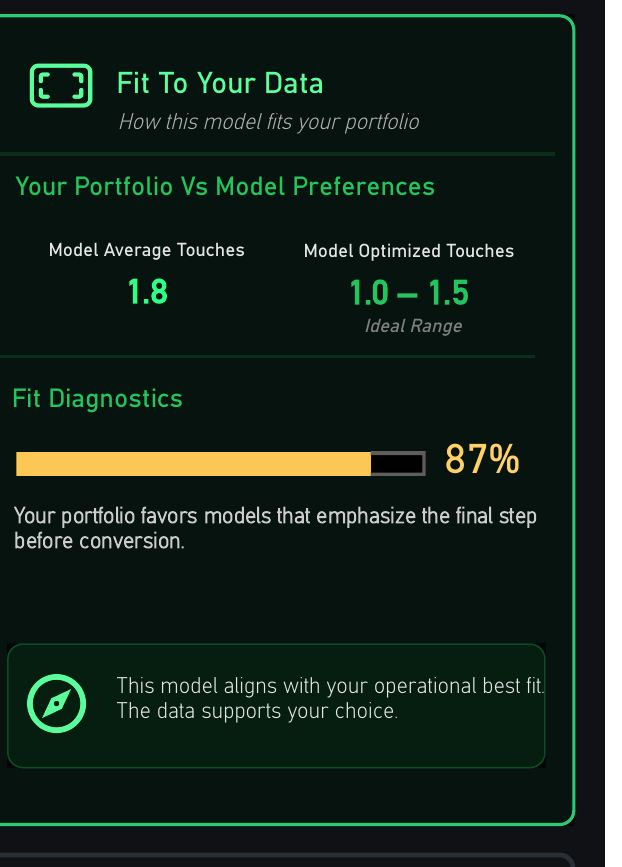 Fit To Your Data
How this model fits your portfolio
Your Portfolio Vs Model Preferences
Model Average Touches
1.8
Model Optimized Touches
1.0 – 1.5
Ideal Range
Fit Diagnostics
87%
Your portfolio favors models that emphasize the final step
before conversion.
This model aligns with your operational best fit.
The data supports your choice.